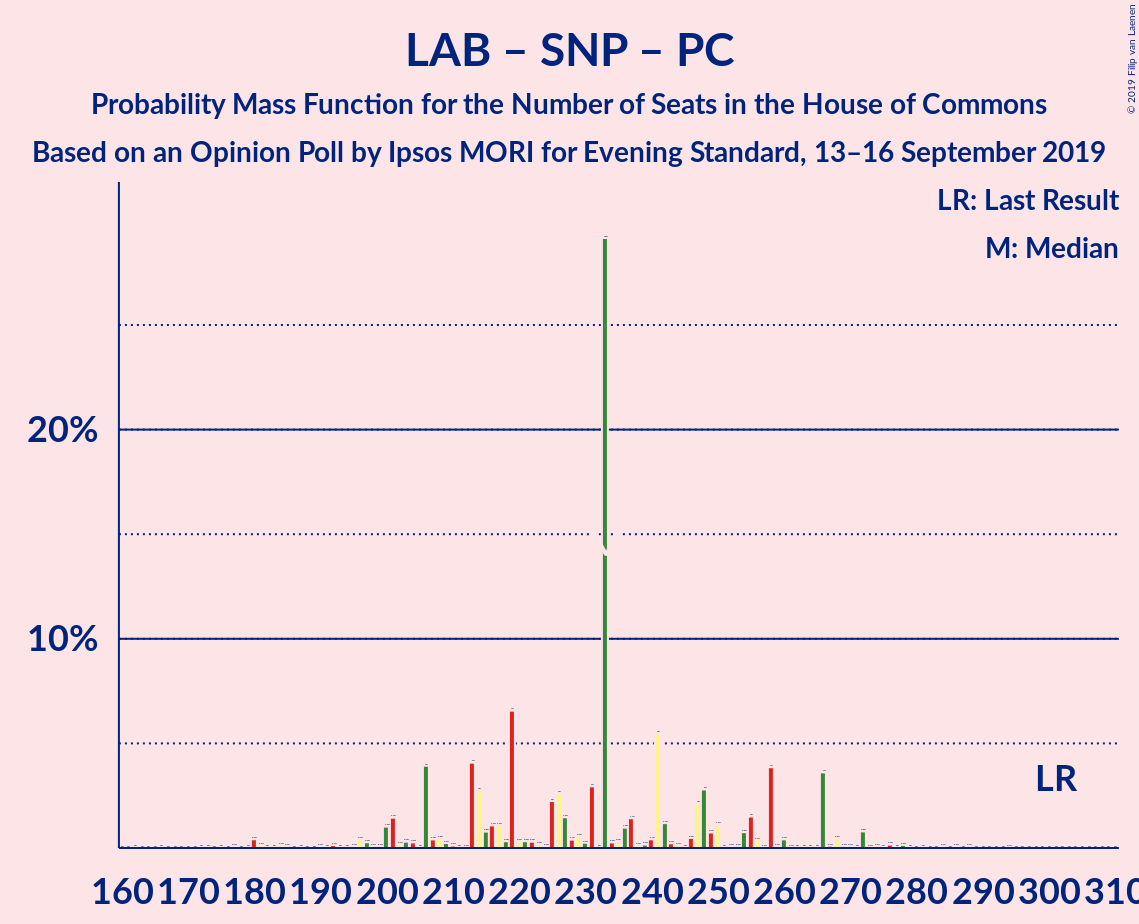 LAB – SNP – PC
Probability Mass Function for the Number of Seats in the House of Commons
Based on an Opinion Poll by Ipsos MORI for Evening Standard, 13–16 September 2019
© 2019 Filip van Laenen
LR: Last Result
M: Median
20%
10%
LR
160 170 180 190 200 210 220 230 240 250 260 270 280 290 300 310